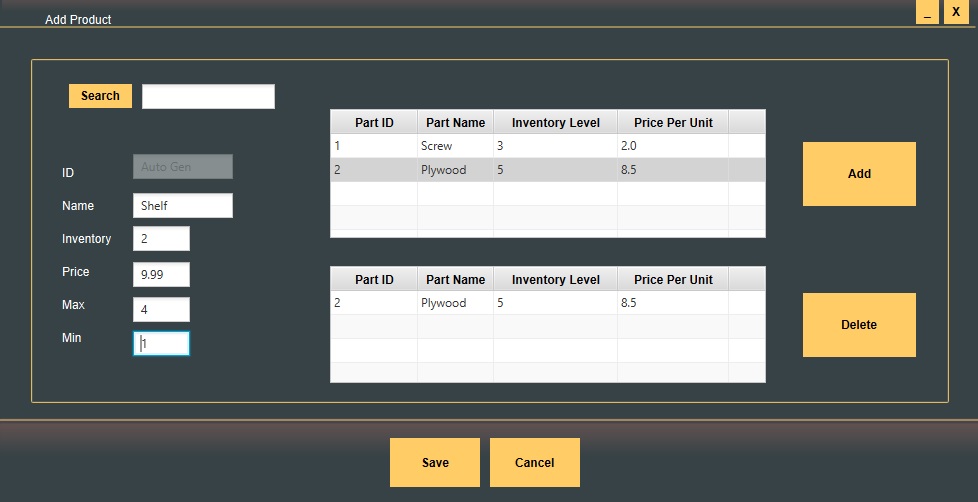 Add Product
_ X
Search
ID Auto Gen
Name Shelf
Inventory 2
Price 9.99
Max 4
Min 1
Part ID Part Name Inventory Level Price Per Unit
1 Screw 3 2.0
2 Plywood 5 8.5
Add
Part ID Part Name Inventory Level Price Per Unit
2 Plywood 5 8.5
Delete
Save Cancel